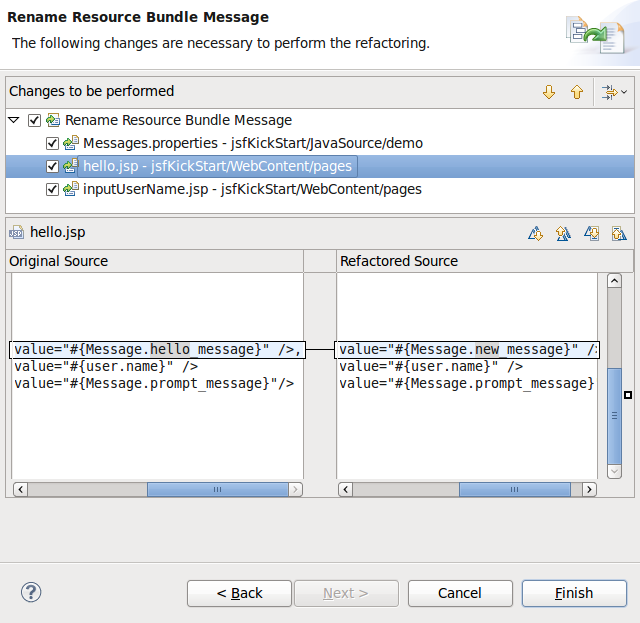 Rename Resource Bundle Message
The following changes are necessary to perform the refactoring.
Changes to be performed
Rename Resource Bundle Message
Messages.properties - jsfKickStart/JavaSource/demo
hello.jsp - jsfKickStart/WebContent/pages
inputUserName.jsp - jsfKickStart/WebContent/pages
hello.jsp
Original Source Refactored Source
value="#{Message.hello_message}" />, value="#{Message.new_message}" />
value="#{user.name}" /> value="#{user.name}" />
value="#{Message.prompt_message}"/> value="#{Message.prompt_message}
? < Back Next > Cancel Finish